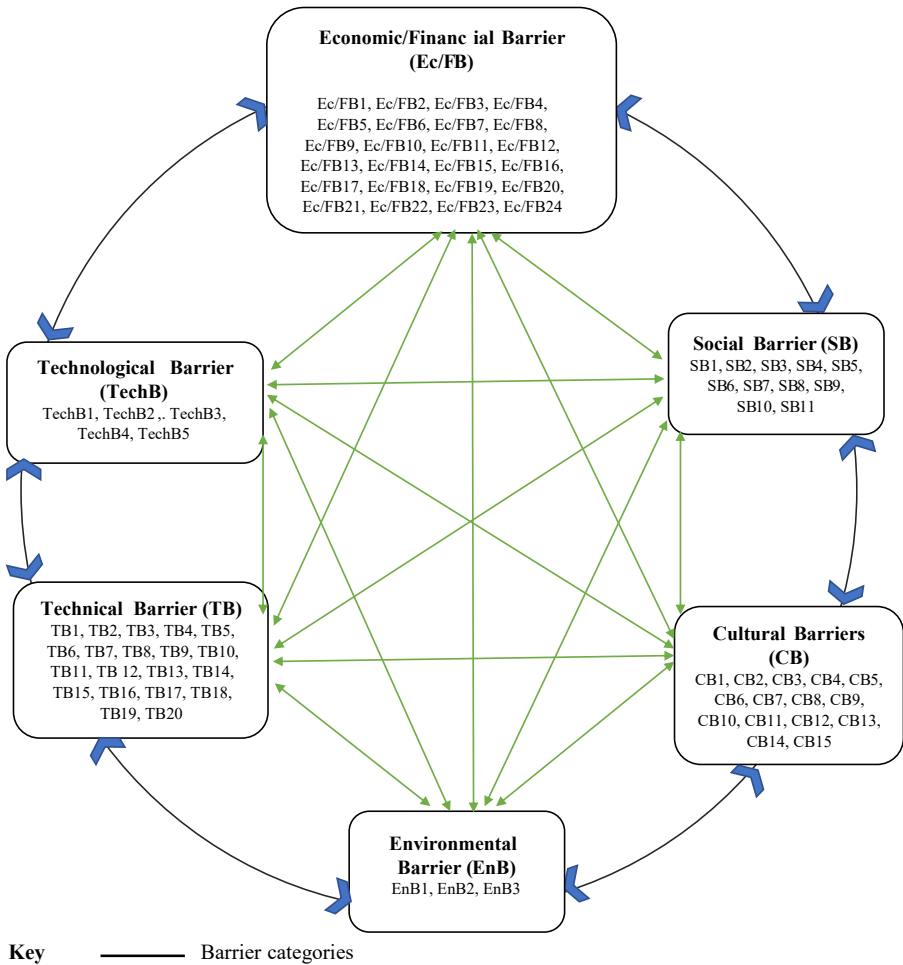 Economic/Financ ial Barrier
(Ec/FB)
Ec/FB1, Ec/FB2, Ec/FB3, Ec/FB4,
Ec/FB5, Ec/FB6, Ec/FB7, Ec/FB8,
Ec/FB9, Ec/FB10, Ec/FB11, Ec/FB12,
Ec/FB13, Ec/FB14, Ec/FB15, Ec/FB16,
Ec/FB17, Ec/FB18, Ec/FB19, Ec/FB20,
Ec/FB21, Ec/FB22, Ec/FB23, Ec/FB24
Technological Barrier
(TechB)
TechB1, TechB2 ,. TechB3,
TechB4, TechB5
Social Barrier (SB)
SB1, SB2, SB3, SB4, SB5,
SB6, SB7, SB8, SB9,
SB10, SB11
Technical Barrier (TB)
TB1, TB2, TB3, TB4, TB5,
TB6, TB7, TB8, TB9, TB10,
TB11, TB 12, TB13, TB14,
TB15, TB16, TB17, TB18,
TB19, TB20
Cultural Barriers
(CB)
CB1, CB2, CB3, CB4, CB5,
CB6, CB7, CB8, CB9,
CB10, CB11, CB12, CB13,
CB14, CB15
Environmental
Barrier (EnB)
EnB1, EnB2, EnB3
Key Barrier categories